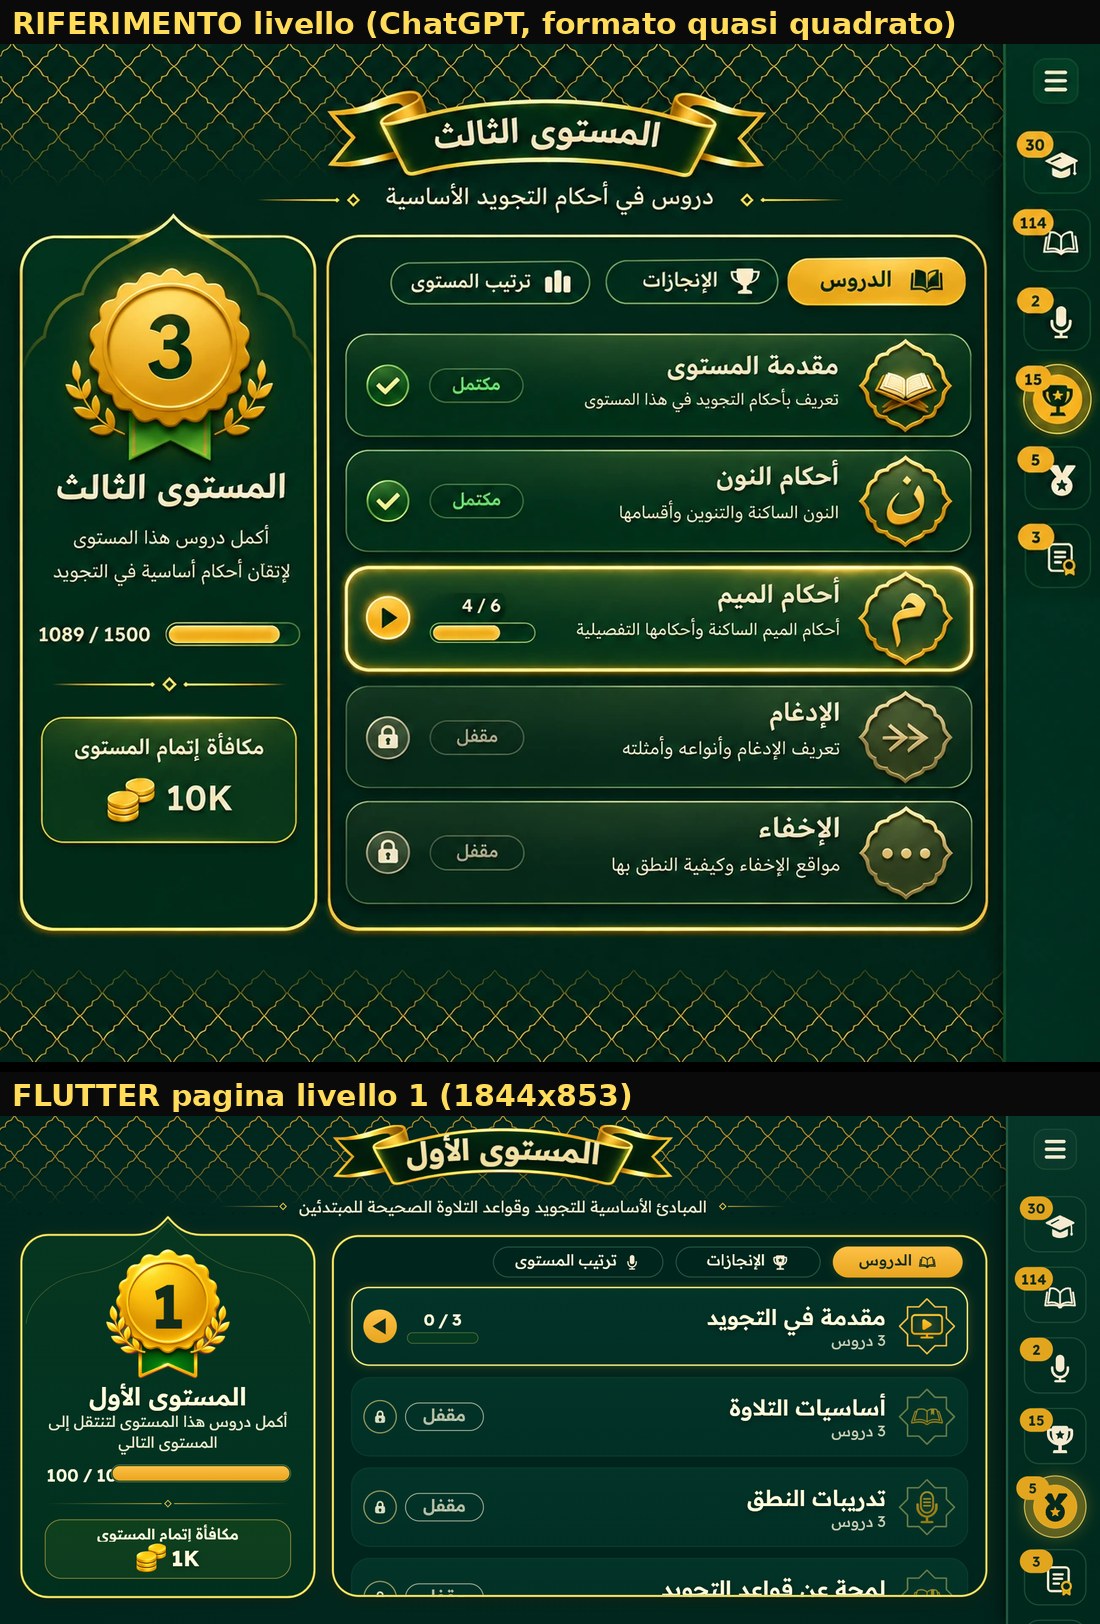 RIFERIMENTO livello (ChatGPT, formato quasi quadrato)
المستوى الثالث
دروس في أحكام التجويد الأساسية
30
114
2
15
5
3
الدروس
الإنجازات
ترتيب المستوى
مقدمة المستوى
تعريف بأحكام التجويد في هذا المستوى
مكتمل
ن
أحكام النون
النون الساكنة والتنوين وأقسامها
مكتمل
م
أحكام الميم
أحكام الميم الساكنة وأحكامها التفصيلية
4 / 6
الإدغام
تعريف الإدغام وأنواعه وأمثلته
مقفل
الإخفاء
مواقع الإخفاء وكيفية النطق بها
مقفل
3
المستوى الثالث
أكمل دروس هذا المستوى
لإتقان أحكام أساسية في التجويد
1089 / 1500
مكافأة إتمام المستوى
10K
FLUTTER pagina livello 1 (1844x853)
المستوى الأول
المبادئ الأساسية للتجويد وقواعد التلاوة الصحيحة للمبتدئين
30
114
2
15
5
3
الدروس
الإنجازات
ترتيب المستوى
مقدمة في التجويد
3 دروس
0 / 3
أساسيات التلاوة
3 دروس
مقفل
تدريبات النطق
3 دروس
مقفل
لمحة عن قواعد التجويد
مقفل
1
المستوى الأول
أكمل دروس هذا المستوى لتنتقل إلى
المستوى التالي
100 / 10
مكافأة إتمام المستوى
1K